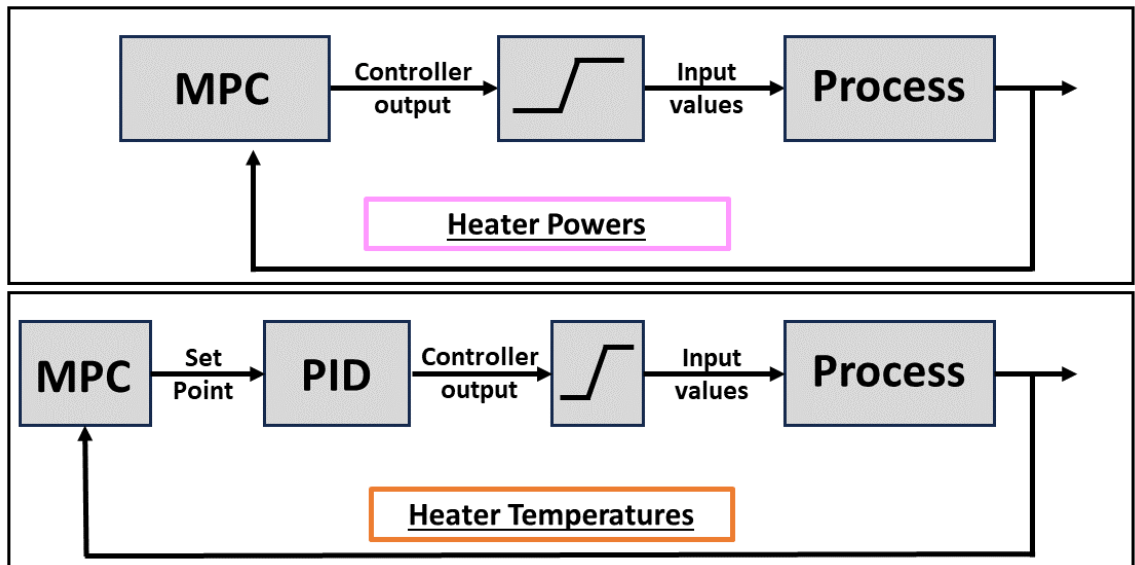 MPC
Controller
output
Input
values
Process
Heater Powers
MPC
Set
Point
PID
Controller
output
Input
values
Process
Heater Temperatures